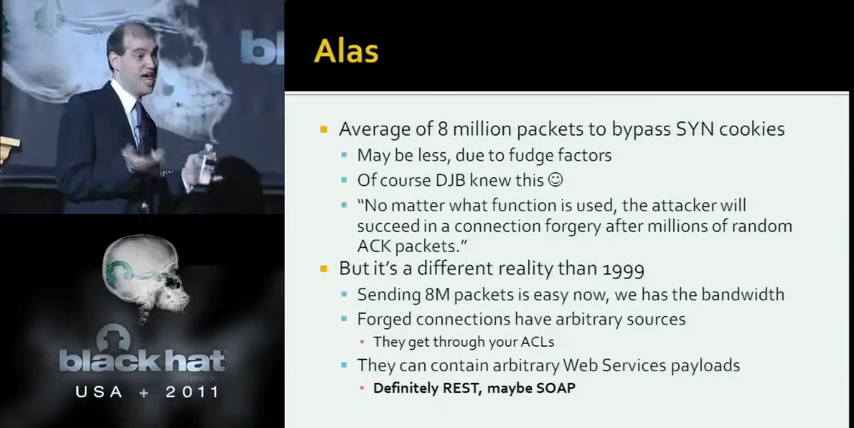 bl
black hat
USA + 2011
Alas
Average of 8 million packets to bypass SYN cookies
May be less, due to fudge factors
Of course DJB knew this ☺
“No matter what function is used, the attacker will
succeed in a connection forgery after millions of random
ACK packets.”
But it’s a different reality than 1999
Sending 8M packets is easy now, we has the bandwidth
Forged connections have arbitrary sources
They get through your ACLs
They can contain arbitrary Web Services payloads
Definitely REST, maybe SOAP